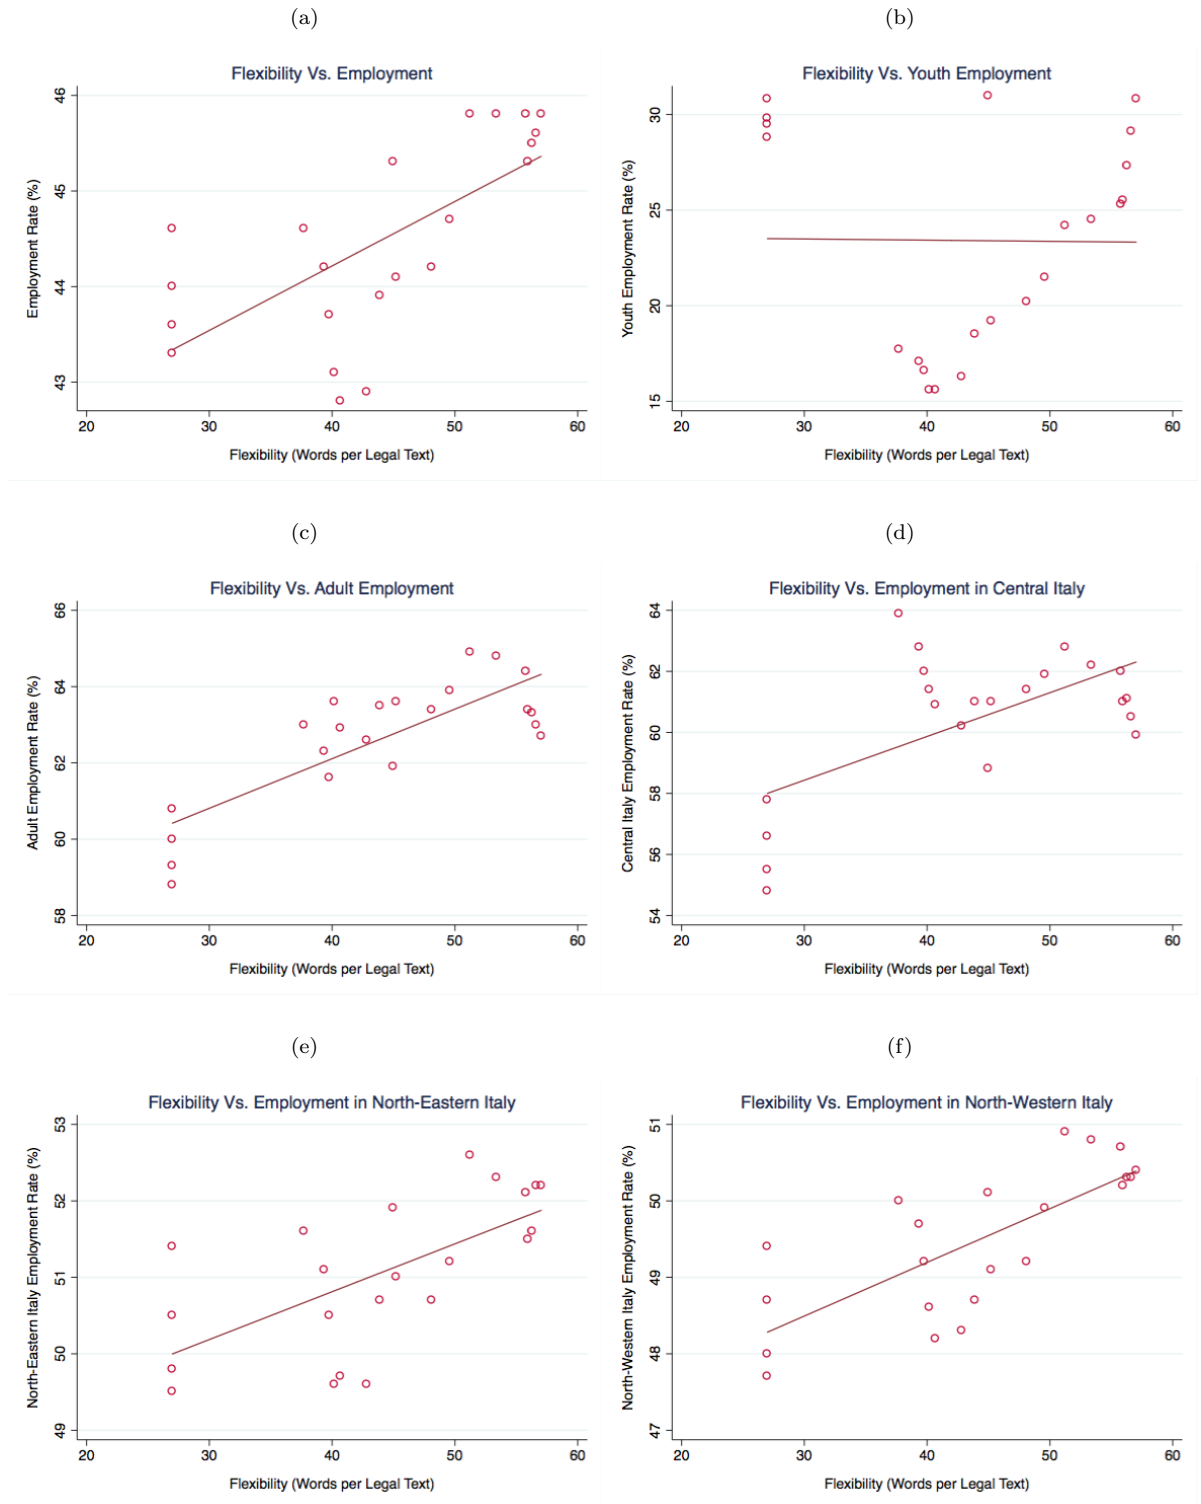 (a)
Flexibility Vs. Employment
Employment Rate (%)
46
45
44
43
20 30 40 50 60
Flexibility (Words per Legal Text)
(b)
Flexibility Vs. Youth Employment
Youth Employment Rate (%)
30
25
20
15
20 30 40 50 60
Flexibility (Words per Legal Text)
(c)
Flexibility Vs. Adult Employment
Adult Employment Rate (%)
66
64
62
60
58
20 30 40 50 60
Flexibility (Words per Legal Text)
(d)
Flexibility Vs. Employment in Central Italy
Central Italy Employment Rate (%)
64
62
60
58
56
54
20 30 40 50 60
Flexibility (Words per Legal Text)
(e)
Flexibility Vs. Employment in North-Eastern Italy
North-Eastern Italy Employment Rate (%)
53
52
51
50
49
20 30 40 50 60
Flexibility (Words per Legal Text)
(f)
Flexibility Vs. Employment in North-Western Italy
North-Western Italy Employment Rate (%)
51
50
49
48
47
20 30 40 50 60
Flexibility (Words per Legal Text)